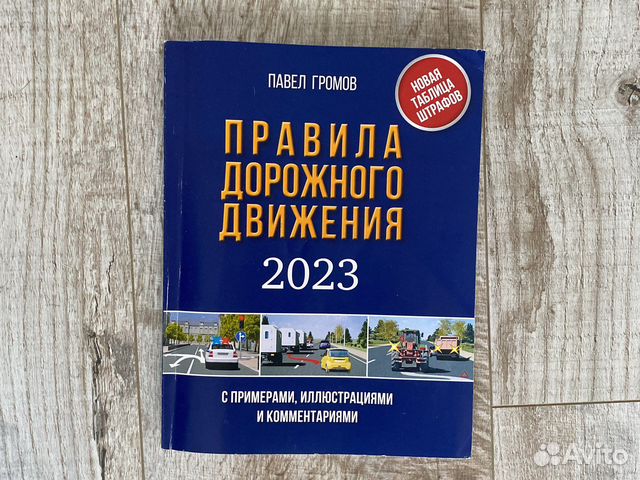 ПАВЕЛ ГРОМОВ
НОВАЯ
ТАБЛИЦА
ШТРАФОВ
ПРАВИЛА
ДОРОЖНОГО
ДВИЖЕНИЯ
2023
С ПРИМЕРАМИ, ИЛЛЮСТРАЦИЯМИ
И КОММЕНТАРИЯМИ
Avito